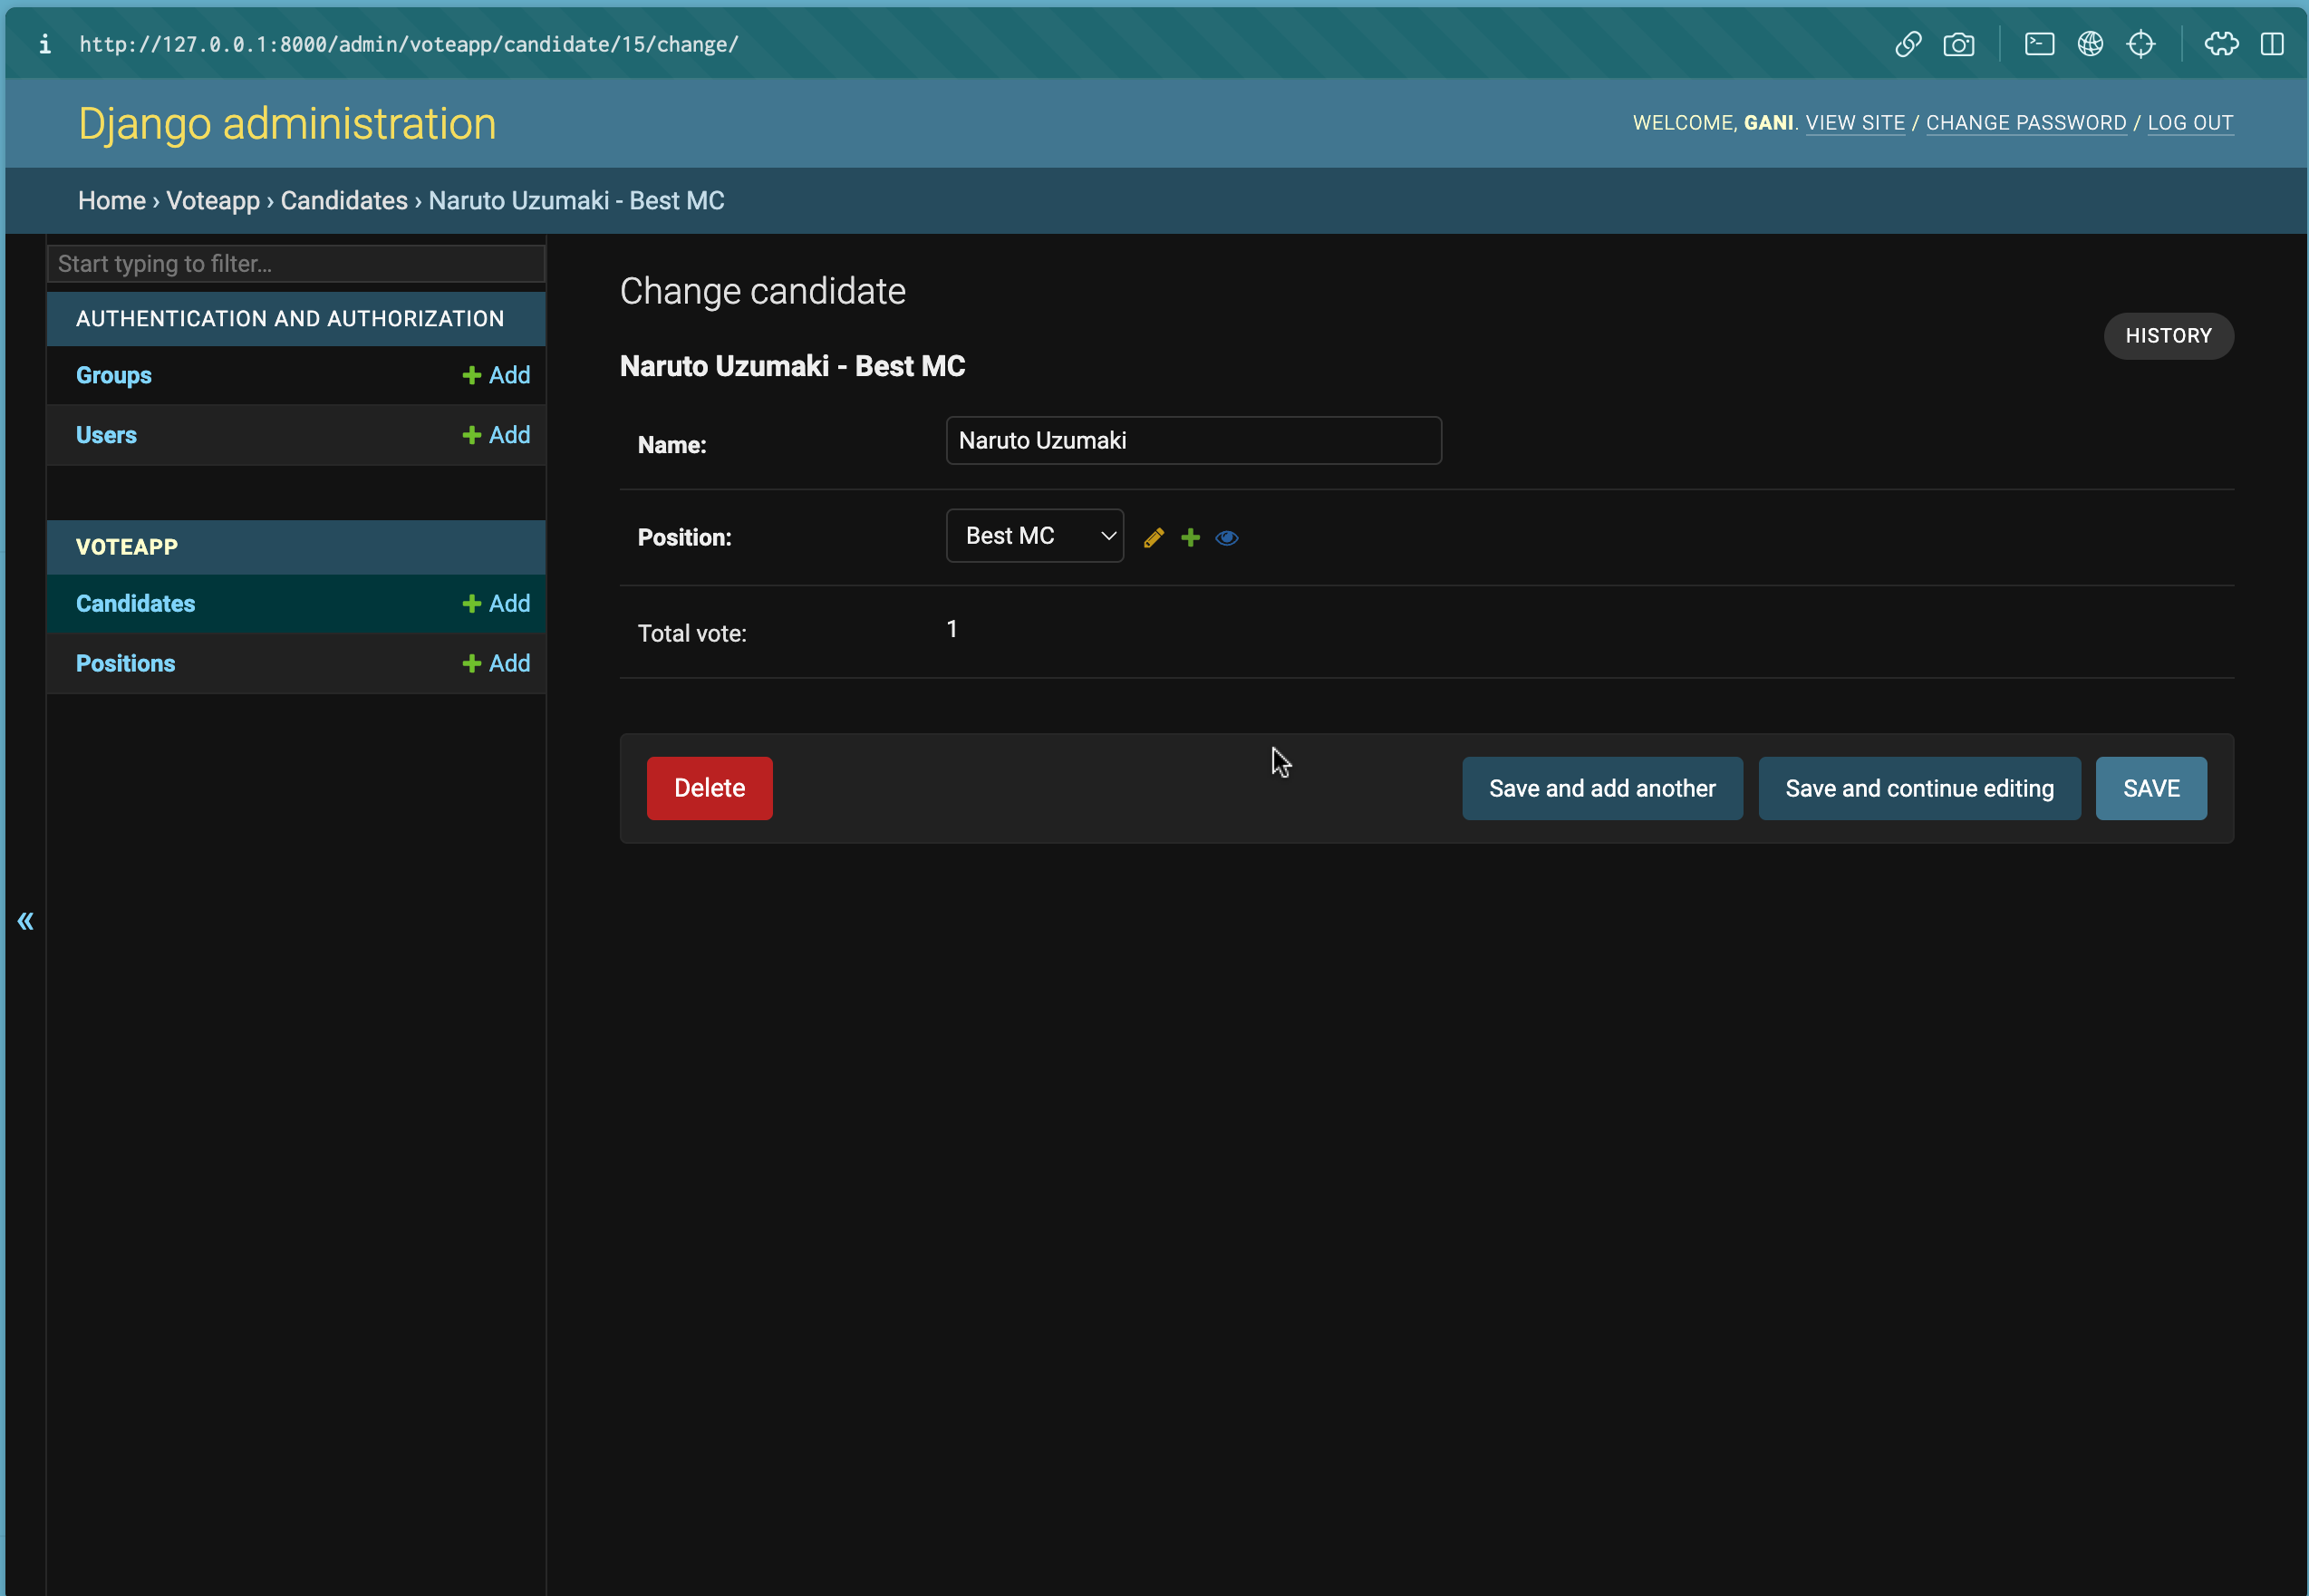 http://127.0.0.1:8000/admin/voteapp/candidate/15/change/
Django administration
WELCOME, GANI. VIEW SITE / CHANGE PASSWORD / LOG OUT
Home › Voteapp › Candidates › Naruto Uzumaki - Best MC
Start typing to filter...
AUTHENTICATION AND AUTHORIZATION
Groups + Add
Users + Add
VOTEAPP
Candidates + Add
Positions + Add
«
Change candidate
HISTORY
Naruto Uzumaki - Best MC
Name: Naruto Uzumaki
Position: Best MC
Total vote: 1
Delete Save and add another Save and continue editing SAVE